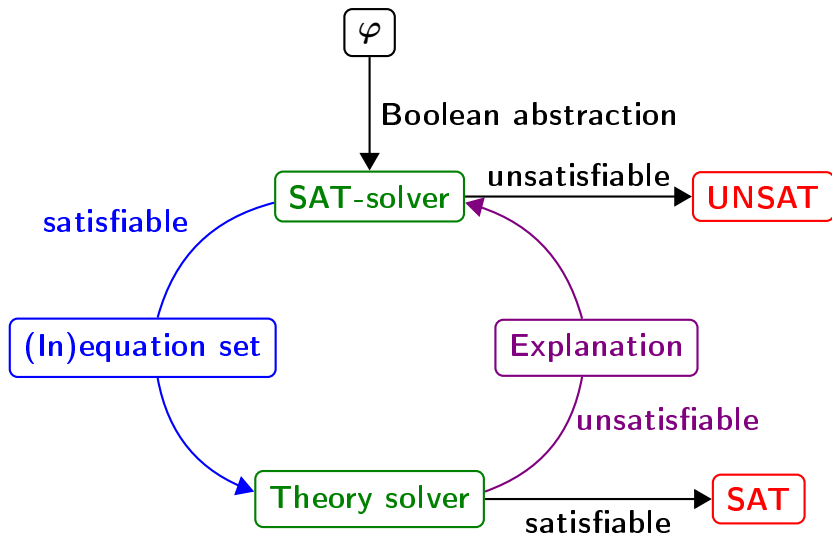 φ
Boolean abstraction
SAT-solver
unsatisfiable
UNSAT
satisfiable
(In)equation set
Explanation
unsatisfiable
Theory solver
satisfiable
SAT